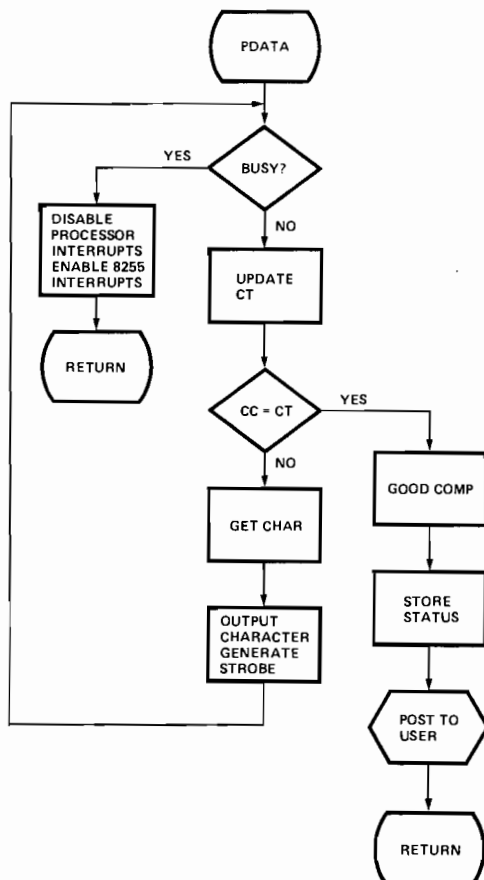 PDATA
BUSY?
YES
NO
DISABLE
PROCESSOR
INTERRUPTS
ENABLE 8255
INTERRUPTS
RETURN
UPDATE
CT
CC = CT
YES
NO
GET CHAR
OUTPUT
CHARACTER
GENERATE
STROBE
GOOD COMP
STORE
STATUS
POST TO
USER
RETURN